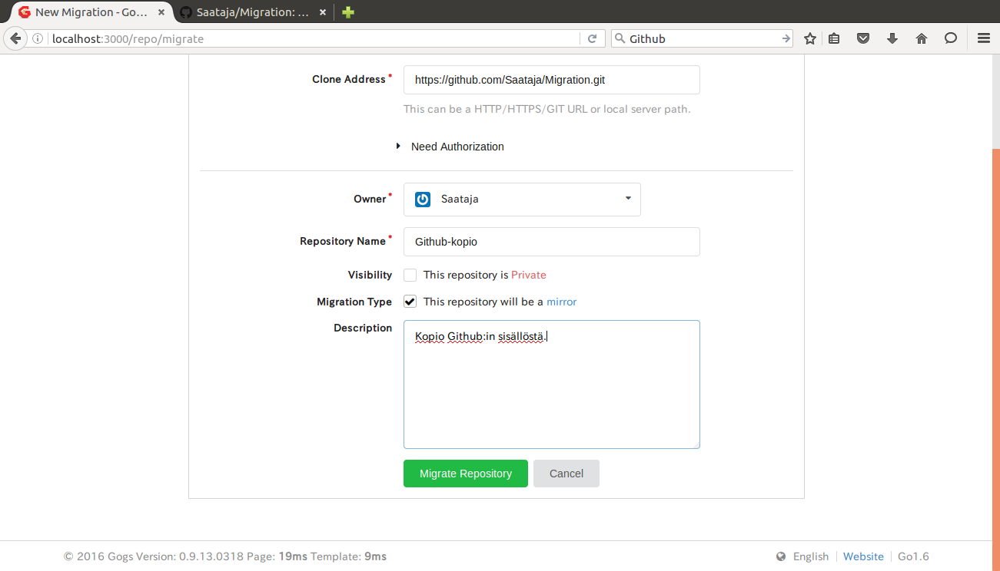 New Migration - Go...
Saataja/Migration: ...
localhost:3000/repo/migrate
Github
Clone Address *
https://github.com/Saataja/Migration.git
This can be a HTTP/HTTPS/GIT URL or local server path.
Need Authorization
Owner *
Saataja
Repository Name *
Github-kopio
Visibility
This repository is Private
Migration Type
This repository will be a mirror
Description
Kopio Github:in sisällöstä.
Migrate Repository
Cancel
© 2016 Gogs Version: 0.9.13.0318 Page: 19ms Template: 9ms
English
Website
Go1.6